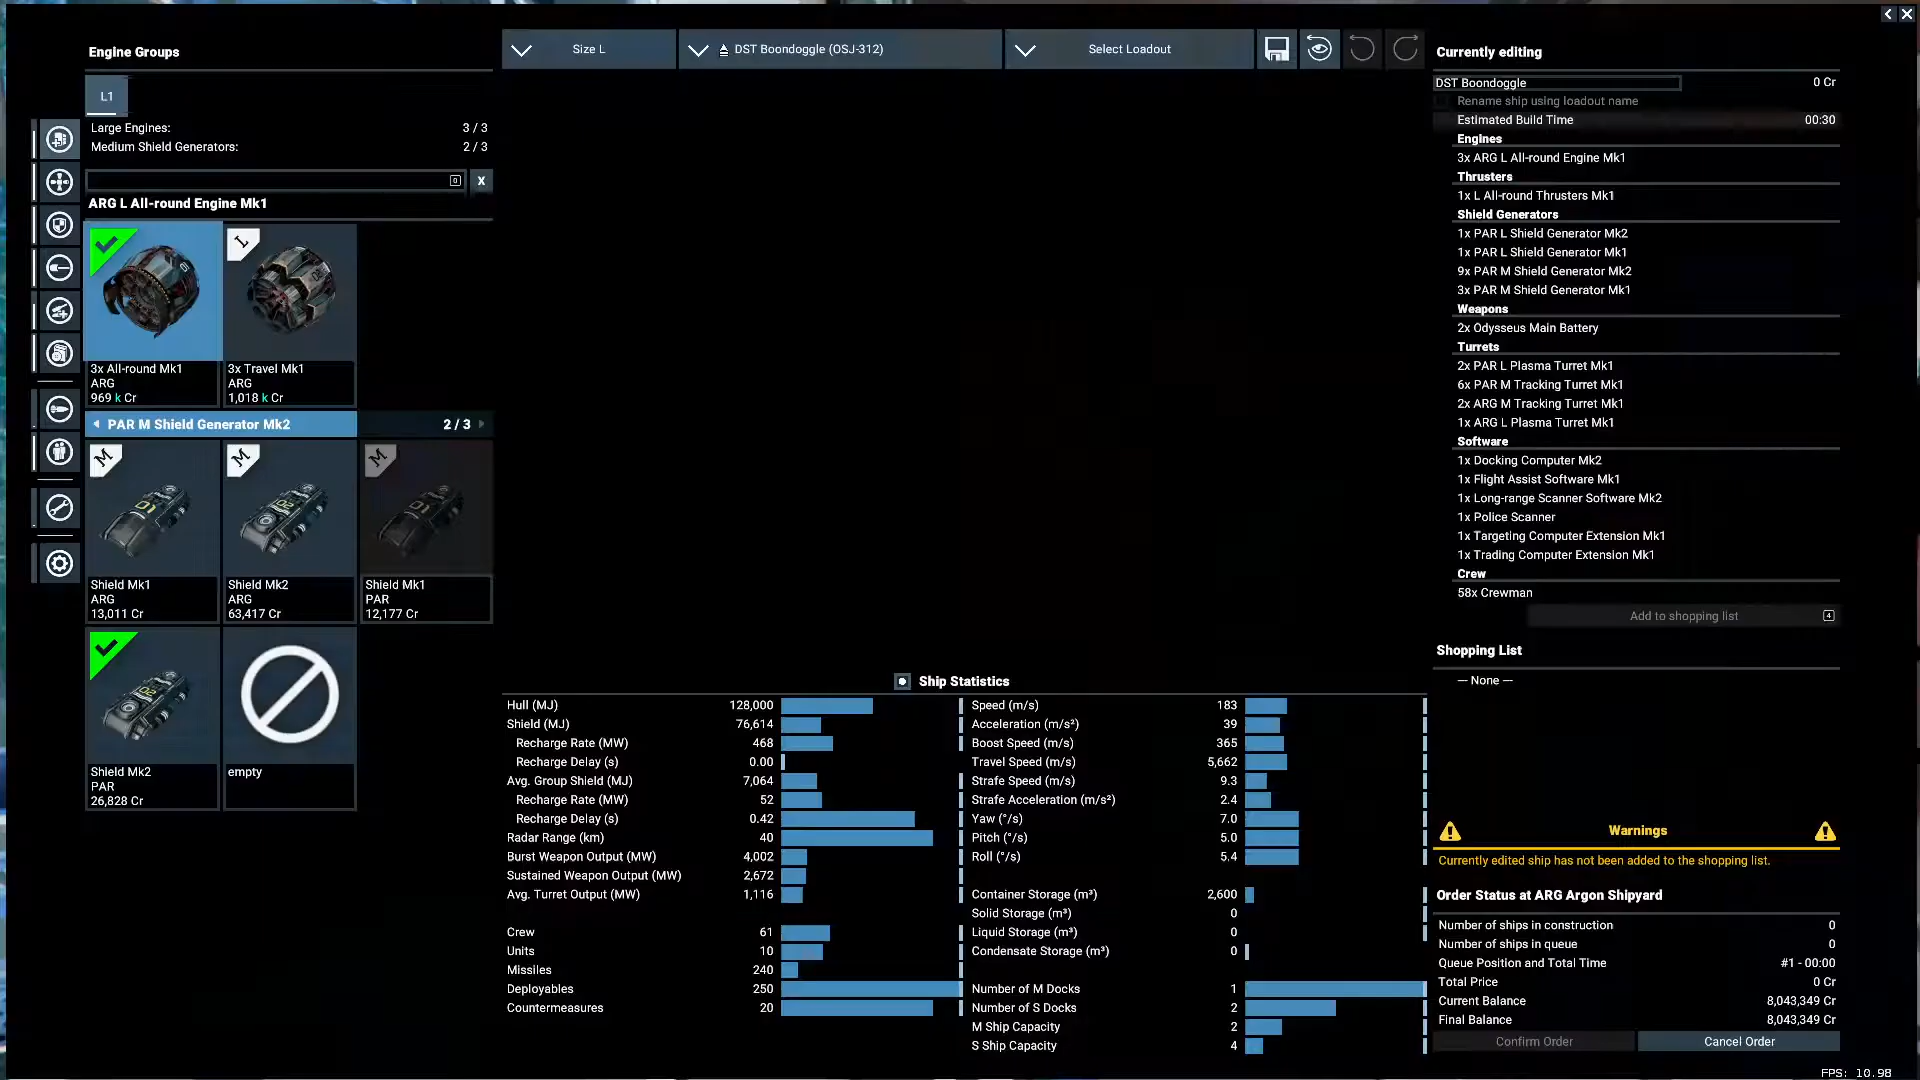 Engine Groups
L1
Large Engines: 3 / 3
Medium Shield Generators: 2 / 3
0 X
ARG L All-round Engine Mk1
L
3x All-round Mk1
ARG
969 k Cr
3x Travel Mk1
ARG
1,018 k Cr
PAR M Shield Generator Mk2 2 / 3
M
M
M
Shield Mk1
ARG
13,011 Cr
Shield Mk2
ARG
63,417 Cr
Shield Mk1
PAR
12,177 Cr
Shield Mk2
PAR
26,828 Cr
empty
Size L
DST Boondoggle (OSJ-312)
Select Loadout
Ship Statistics
Hull (MJ) 128,000
Shield (MJ) 76,614
Recharge Rate (MW) 468
Recharge Delay (s) 0.00
Avg. Group Shield (MJ) 7,064
Recharge Rate (MW) 52
Recharge Delay (s) 0.42
Radar Range (km) 40
Burst Weapon Output (MW) 4,002
Sustained Weapon Output (MW) 2,672
Avg. Turret Output (MW) 1,116
Crew 61
Units 10
Missiles 240
Deployables 250
Countermeasures 20
Speed (m/s) 183
Acceleration (m/s²) 39
Boost Speed (m/s) 365
Travel Speed (m/s) 5,662
Strafe Speed (m/s) 9.3
Strafe Acceleration (m/s²) 2.4
Yaw (°/s) 7.0
Pitch (°/s) 5.0
Roll (°/s) 5.4
Container Storage (m³) 2,600
Solid Storage (m³) 0
Liquid Storage (m³) 0
Condensate Storage (m³) 0
Number of M Docks 1
Number of S Docks 2
M Ship Capacity 2
S Ship Capacity 4
Currently editing
DST Boondoggle 0 Cr
Rename ship using loadout name
Estimated Build Time 00:30
Engines
3x ARG L All-round Engine Mk1
Thrusters
1x L All-round Thrusters Mk1
Shield Generators
1x PAR L Shield Generator Mk2
1x PAR L Shield Generator Mk1
9x PAR M Shield Generator Mk2
3x PAR M Shield Generator Mk1
Weapons
2x Odysseus Main Battery
Turrets
2x PAR L Plasma Turret Mk1
6x PAR M Tracking Turret Mk1
2x ARG M Tracking Turret Mk1
1x ARG L Plasma Turret Mk1
Software
1x Docking Computer Mk2
1x Flight Assist Software Mk1
1x Long-range Scanner Software Mk2
1x Police Scanner
1x Targeting Computer Extension Mk1
1x Trading Computer Extension Mk1
Crew
58x Crewman
Add to shopping list 4
Shopping List
— None —
Warnings
Currently edited ship has not been added to the shopping list.
Order Status at ARG Argon Shipyard
Number of ships in construction 0
Number of ships in queue 0
Queue Position and Total Time #1 - 00:00
Total Price 0 Cr
Current Balance 8,043,349 Cr
Final Balance 8,043,349 Cr
Confirm Order
Cancel Order
FPS: 10.98